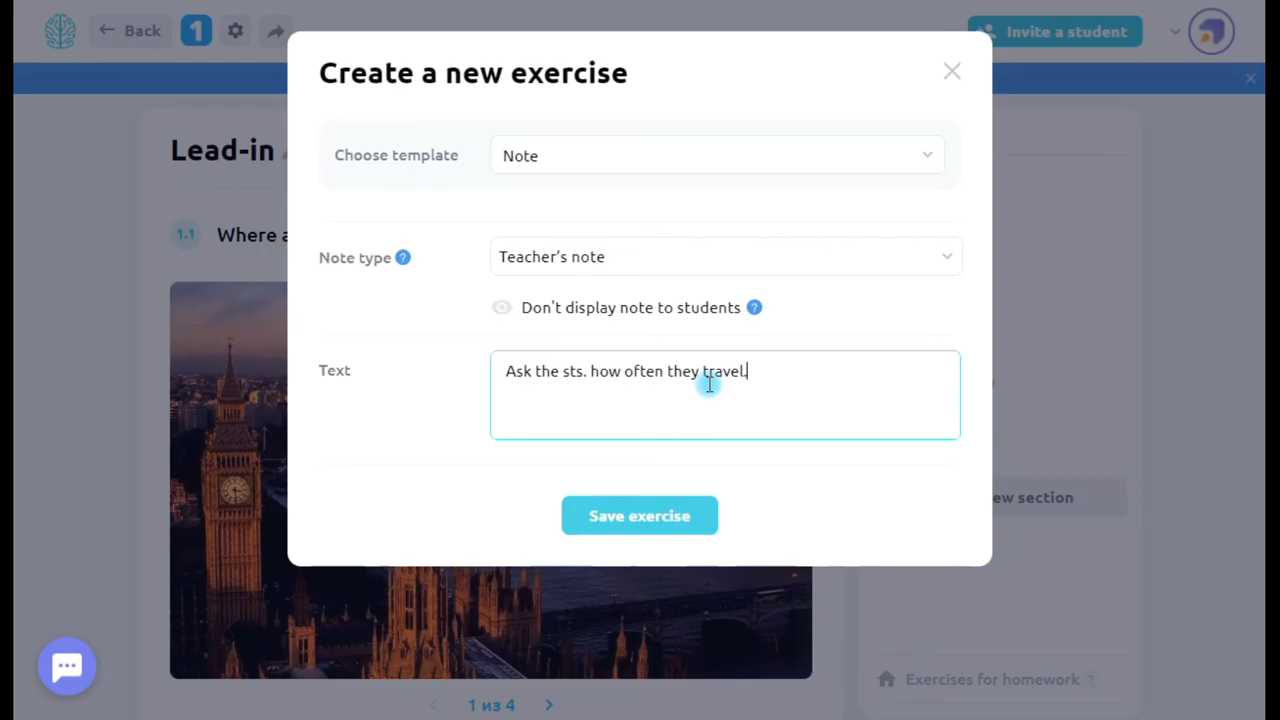 Back
1
Invite a student
Create a new exercise
Choose template
Note
Lead-in
1.1
Where a
Note type ?
Teacher's note
Don't display note to students ?
Text
Ask the sts. how often they travel.
ew section
Save exercise
Exercises for homework ?
1 из 4